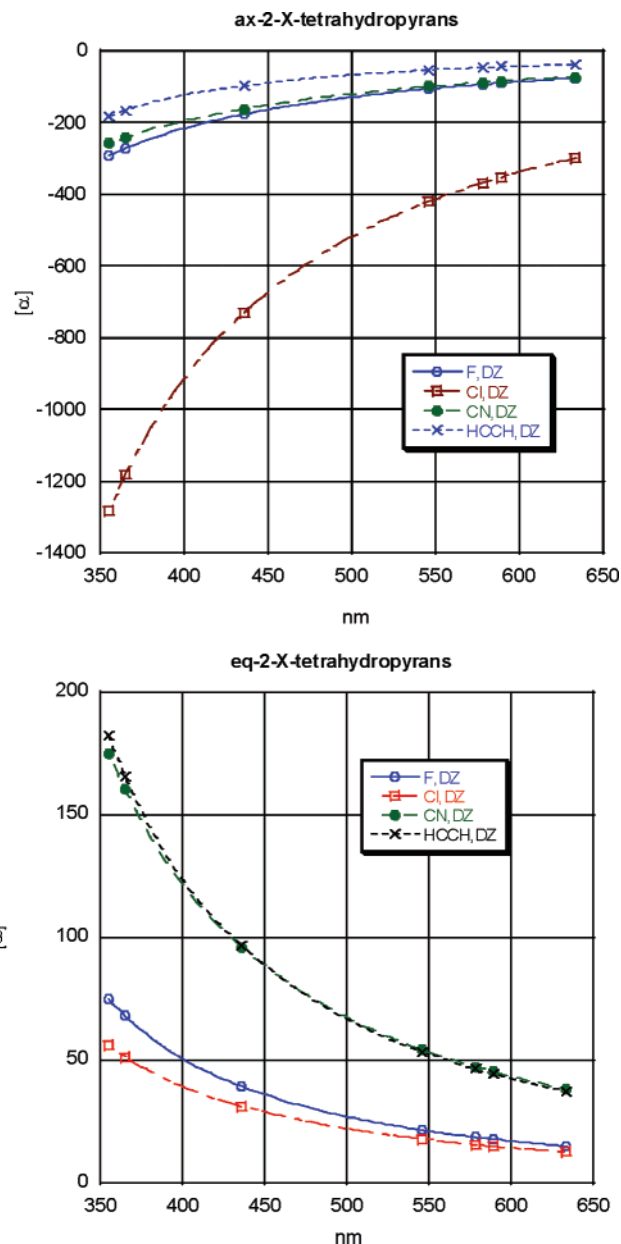 ax-2-X-tetrahydropyrans
0
-200
-400
-600
-800
-1000
-1200
-1400
[α]
F, DZ
Cl, DZ
CN, DZ
HCCH, DZ
350 400 450 500 550 600 650
nm
eq-2-X-tetrahydropyrans
200
150
100
50
0
F, DZ
Cl, DZ
CN, DZ
HCCH, DZ
350 400 450 500 550 600 650
nm